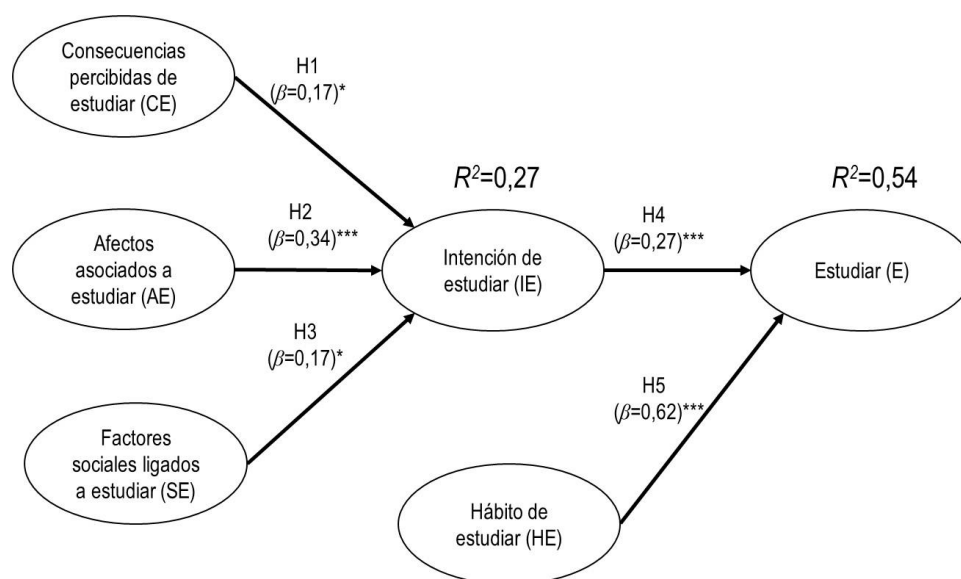 Consecuencias
percibidas de
estudiar (CE)
H1
(β=0,17)*
R²=0,27
R²=0,54
Afectos
asociados a
estudiar (AE)
H2
(β=0,34)***
Intención de
estudiar (IE)
H4
(β=0,27)***
Estudiar (E)
H3
(β=0,17)*
Factores
sociales ligados
a estudiar (SE)
H5
(β=0,62)***
Hábito de
estudiar (HE)